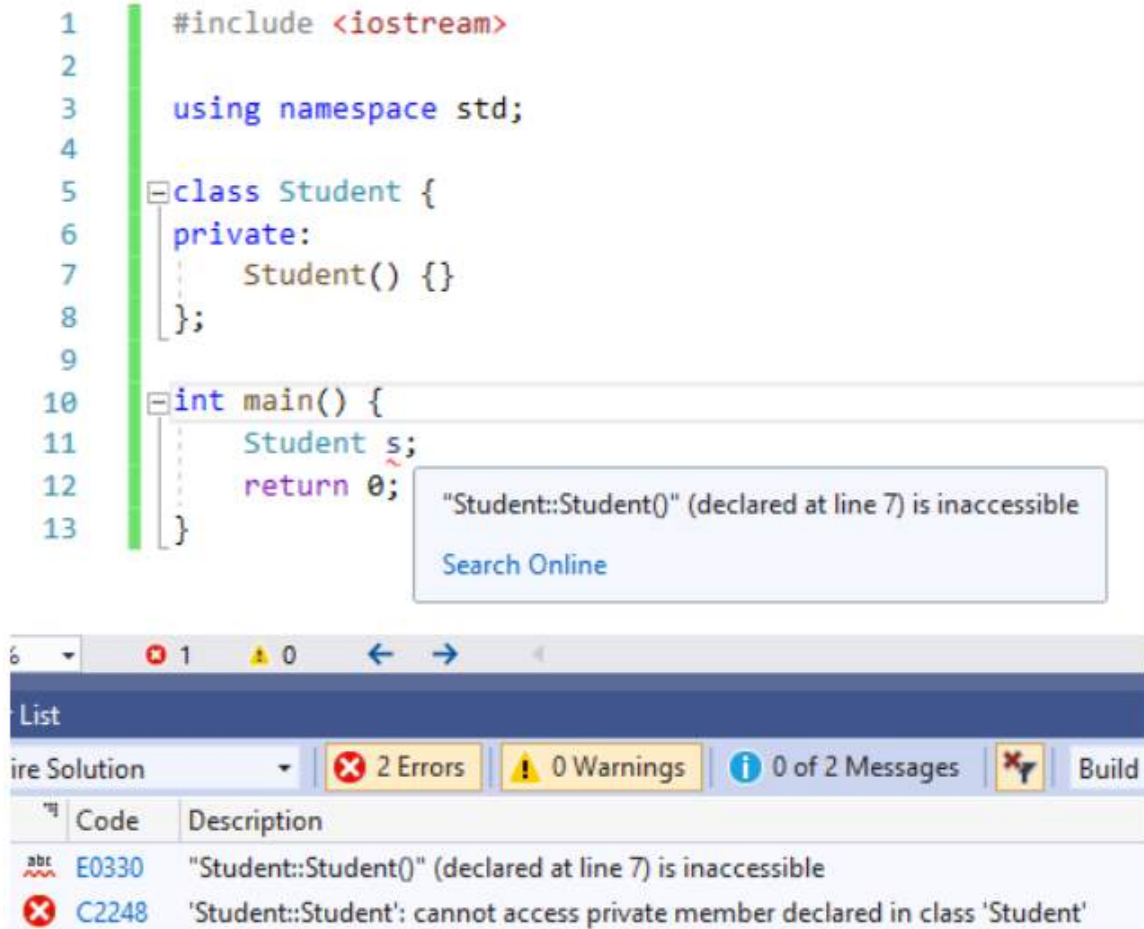 1 #include <iostream>
2
3 using namespace std;
4
5 class Student {
6 private:
7 Student() {}
8 };
9
10 int main() {
11 Student s;
12 return 0;
13 }
"Student::Student()" (declared at line 7) is inaccessible
Search Online
% 1 0
List
ire Solution 2 Errors 0 Warnings 0 of 2 Messages Build
Code Description
abc E0330 "Student::Student()" (declared at line 7) is inaccessible
C2248 'Student::Student': cannot access private member declared in class 'Student'